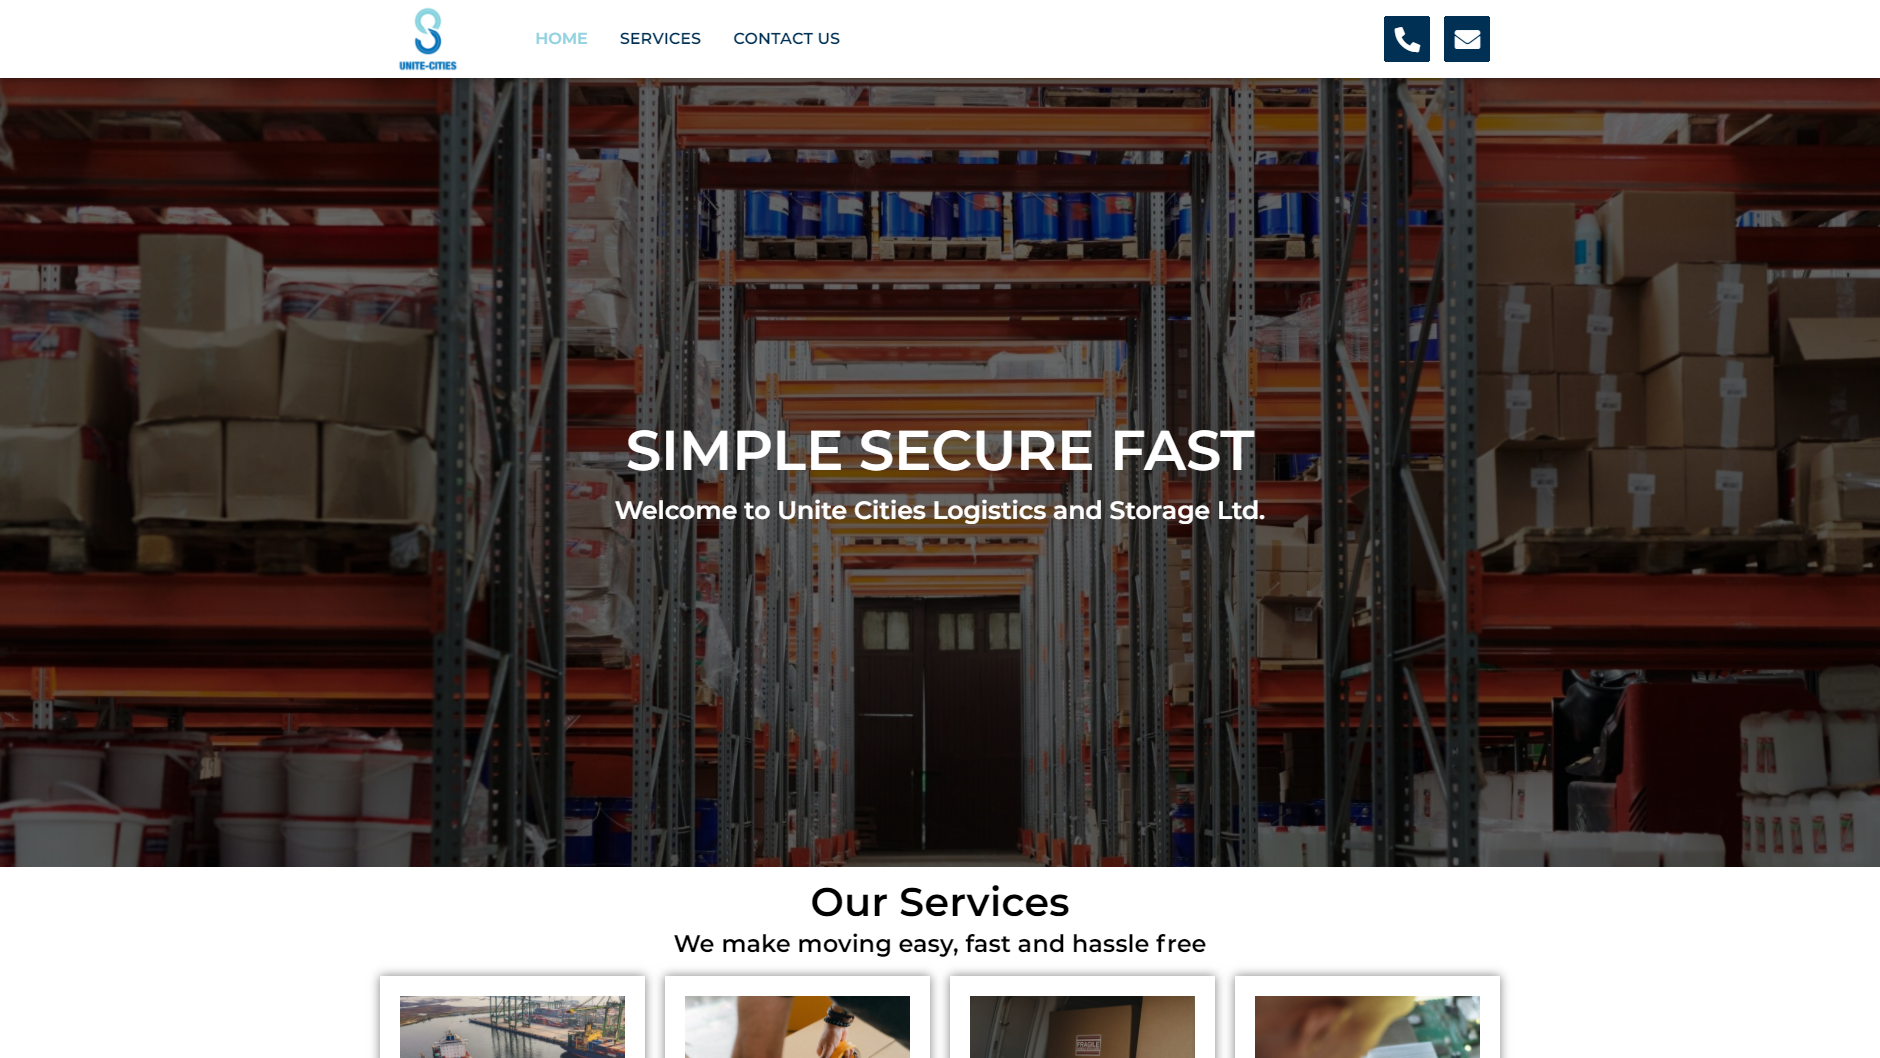 UNITE-CITIES
HOME
SERVICES
CONTACT US
SIMPLE SECURE FAST
Welcome to Unite Cities Logistics and Storage Ltd.
Our Services
We make moving easy, fast and hassle free
FRAGILE